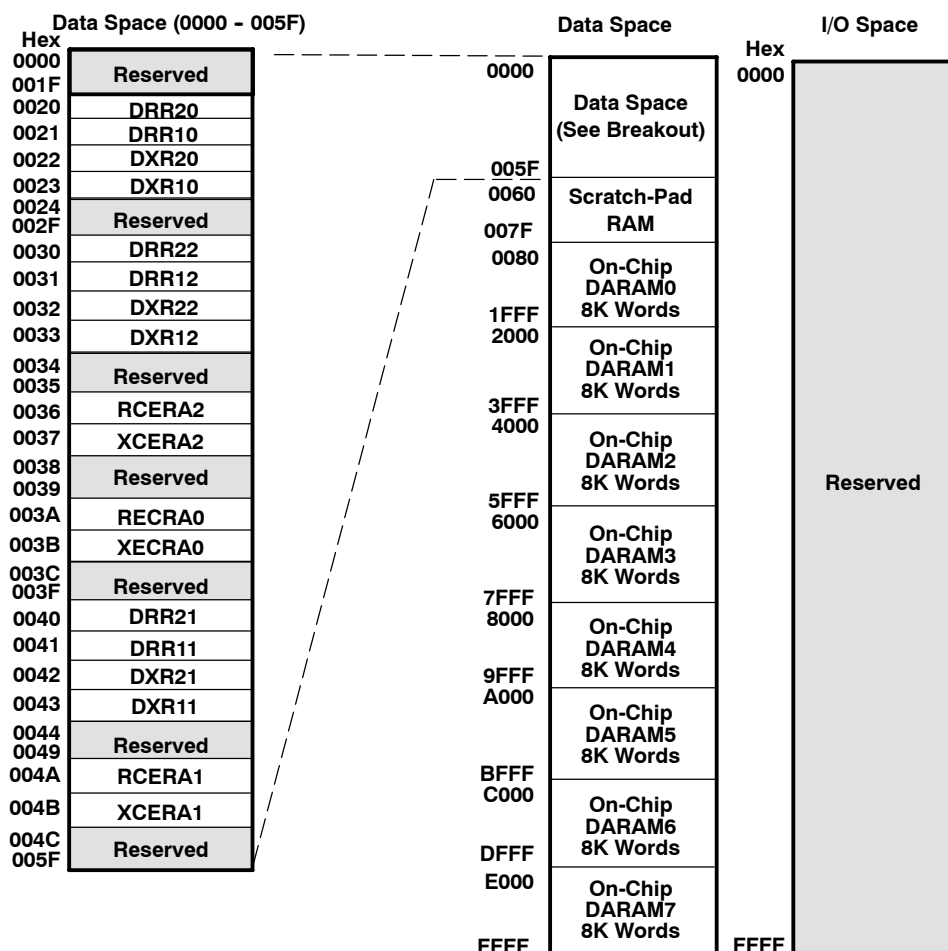 Data Space (0000 - 005F)
Hex
0000
001F
Reserved
0020
DRR20
0021
DRR10
0022
DXR20
0023
DXR10
0024
002F
Reserved
0030
DRR22
0031
DRR12
0032
DXR22
0033
DXR12
0034
0035
Reserved
0036
RCERA2
0037
XCERA2
0038
0039
Reserved
003A
RECRA0
003B
XECRA0
003C
003F
Reserved
0040
DRR21
0041
DRR11
0042
DXR21
0043
DXR11
0044
0049
Reserved
004A
RCERA1
004B
XCERA1
004C
005F
Reserved
Data Space
0000
Data Space
(See Breakout)
005F
0060
Scratch-Pad
RAM
007F
0080
On-Chip
DARAM0
8K Words
1FFF
2000
On-Chip
DARAM1
8K Words
3FFF
4000
On-Chip
DARAM2
8K Words
5FFF
6000
On-Chip
DARAM3
8K Words
7FFF
8000
On-Chip
DARAM4
8K Words
9FFF
A000
On-Chip
DARAM5
8K Words
BFFF
C000
On-Chip
DARAM6
8K Words
DFFF
E000
On-Chip
DARAM7
8K Words
FFFF
I/O Space
Hex
0000
Reserved
FFFF